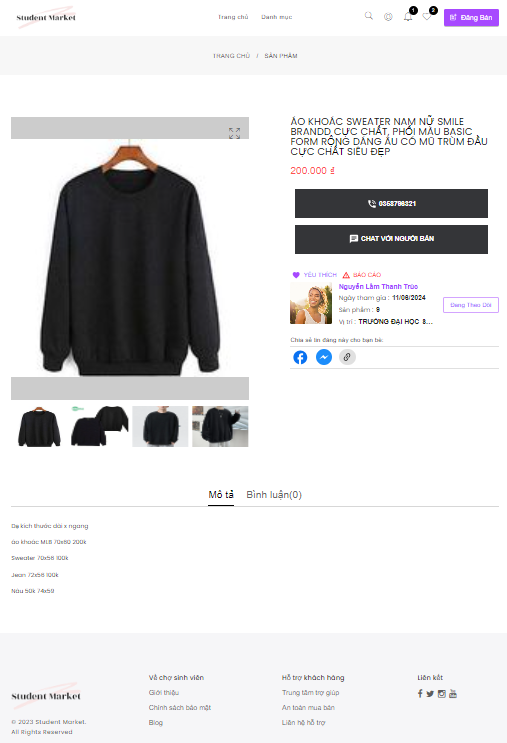 Student Market
Trang chủ
Danh mục
1
2
Đăng Bán
TRANG CHỦ / SẢN PHẨM
ÁO KHOÁC SWEATER NAM NỮ SMILE
BRANDD CỰC CHẤT, PHỐI MÀU BASIC
FORM RỘNG DÁNG ÂU CÓ MŨ TRÙM ĐẦU
CỰC CHẤT SIÊU ĐẸP
200.000 ₫
0358796321
CHAT VỚI NGƯỜI BÁN
YÊU THÍCH
BÁO CÁO
Nguyễn Lâm Thanh Trúc
Ngày tham gia : 11/06/2024
Sản phẩm : 9
Vị trí : TRƯỜNG ĐẠI HỌC S...
Đang Theo Dõi
Chia sẻ tin đăng này cho bạn bè:
Mô tả
Bình luận(0)
Dạ kích thước dài x ngang
áo khoác MLB 70x60 200k
Sweater 70x56 100k
Jean 72x56 100k
Nâu 50k 74x59
Student Market
© 2023 Student Market.
All Rights Reserved
Về chợ sinh viên
Giới thiệu
Chính sách bảo mật
Blog
Hỗ trợ khách hàng
Trung tâm trợ giúp
An toàn mua bán
Liên hệ hỗ trợ
Liên kết